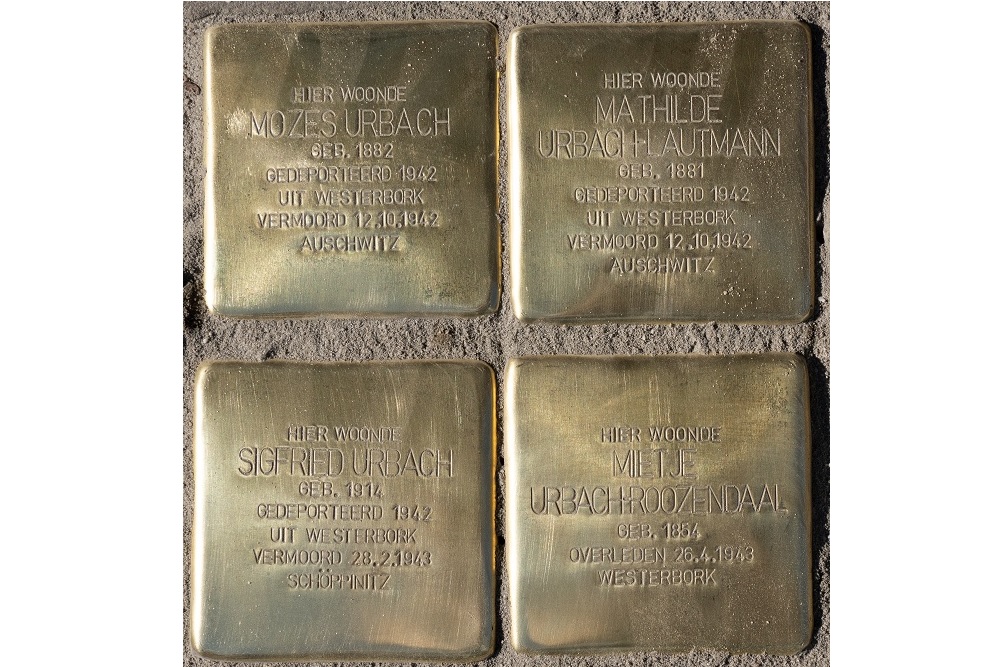 HIER WOONDE
MOZES URBACH
GEB. 1882
GEDEPORTEERD 1942
UIT WESTERBORK
VERMOORD 12.10.1942
AUSCHWITZ
HIER WOONDE
MATHILDE
URBACH-LAUTMANN
GEB. 1881
GEDEPORTEERD 1942
UIT WESTERBORK
VERMOORD 12.10.1942
AUSCHWITZ
HIER WOONDE
SIGFRIED URBACH
GEB. 1914
GEDEPORTEERD 1942
UIT WESTERBORK
VERMOORD 28.2.1943
SCHÖPPINITZ
HIER WOONDE
MIETJE
URBACH-ROOZENDAAL
GEB. 1854
OVERLEDEN 26.4.1943
WESTERBORK